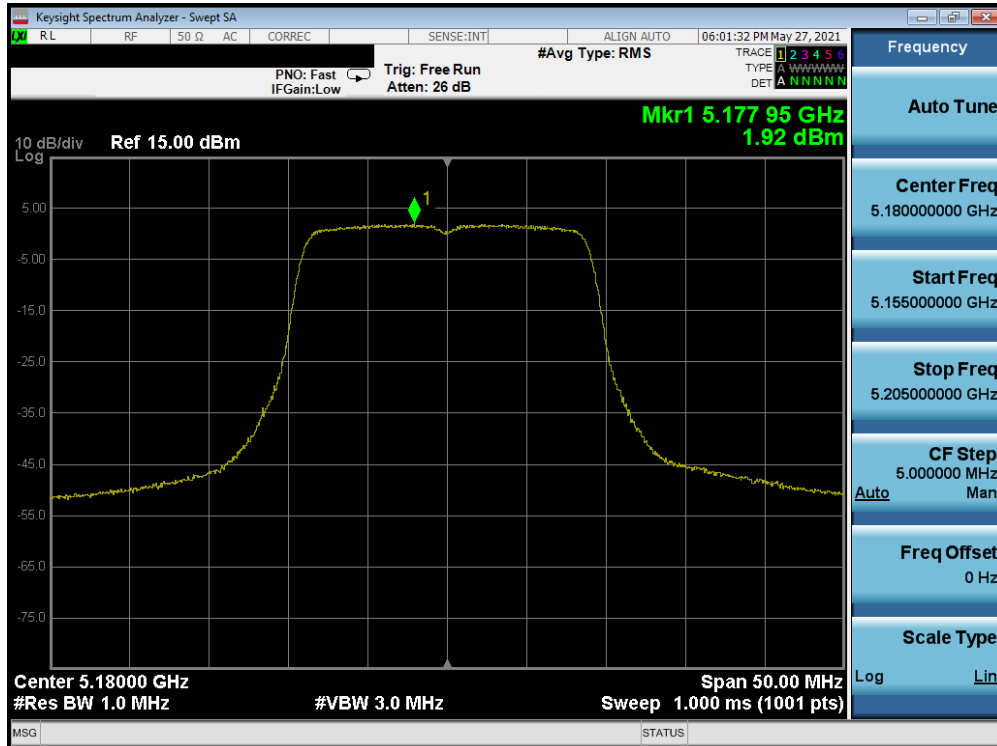 Keysight Spectrum Analyzer - Swept SA
LXI RL RF 50 Ω AC CORREC SENSE:INT ALIGN AUTO 06:01:32 PM May 27, 2021
#Avg Type: RMS
TRACE 1 2 3 4 5 6
PNO: Fast Trig: Free Run TYPE A WWWWW
IFGain:Low Atten: 26 dB DET A N N N N N
Mkr1 5.177 95 GHz
1.92 dBm
10 dB/div Ref 15.00 dBm
Log
1
5.00
-5.00
-15.0
-25.0
-35.0
-45.0
-55.0
-65.0
-75.0
Center 5.18000 GHz Span 50.00 MHz
#Res BW 1.0 MHz #VBW 3.0 MHz Sweep 1.000 ms (1001 pts)
MSG STATUS
Frequency
Auto Tune
Center Freq
5.180000000 GHz
Start Freq
5.155000000 GHz
Stop Freq
5.205000000 GHz
CF Step
5.000000 MHz
Auto Man
Freq Offset
0 Hz
Scale Type
Log Lin